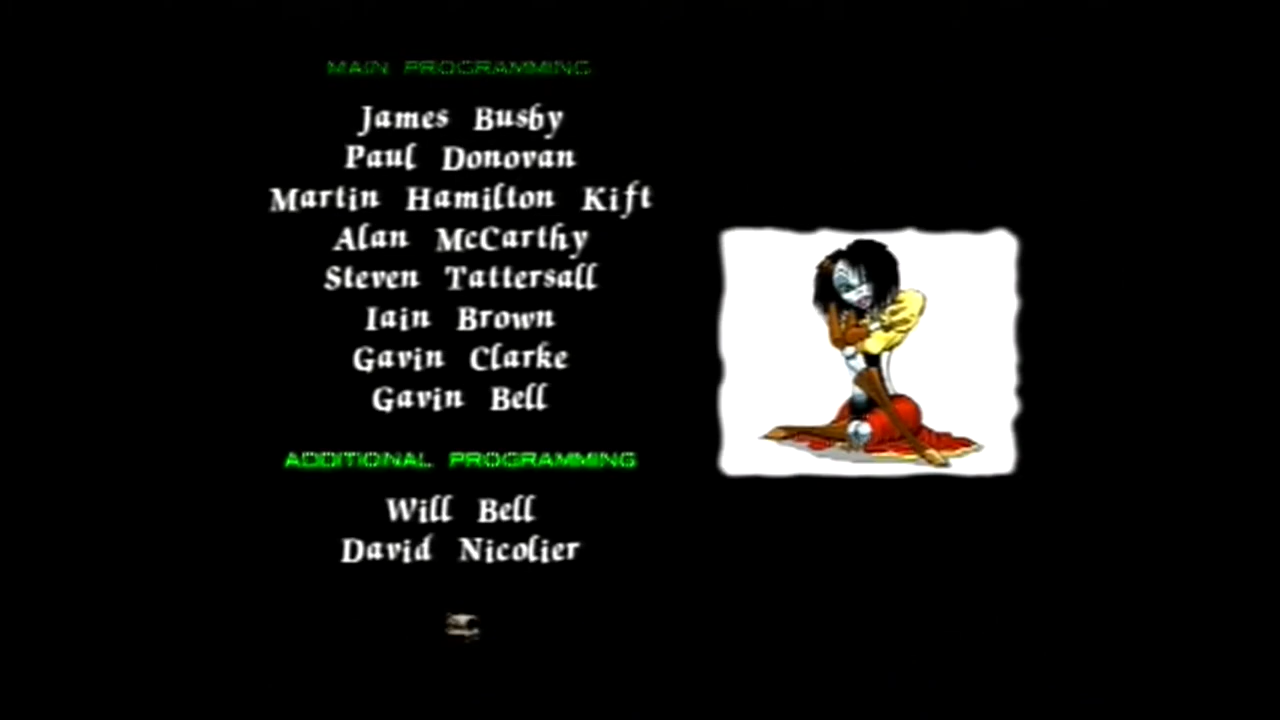 MAIN PROGRAMMING
James Busby
Paul Donovan
Martin Hamilton Kift
Alan McCarthy
Steven Tattersall
Iain Brown
Gavin Clarke
Gavin Bell
ADDITIONAL PROGRAMMING
Will Bell
David Nicolier